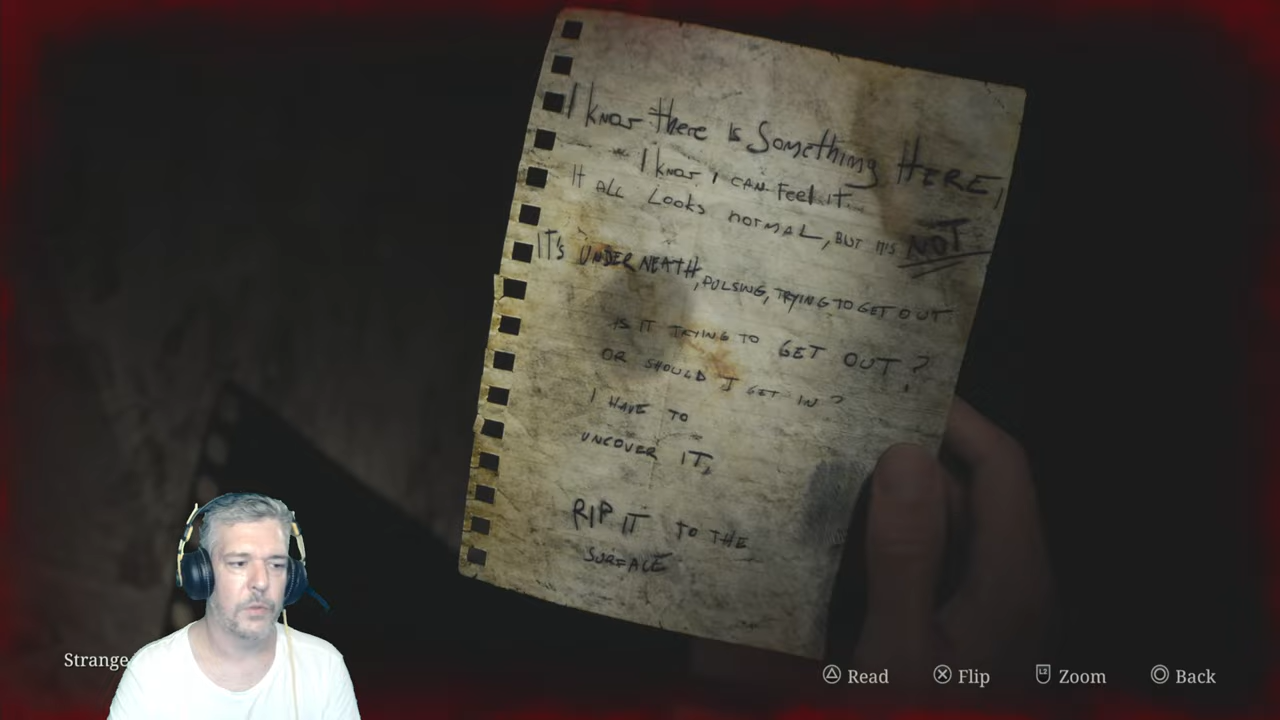 I know there is Something HERE,
I know I can feel it.
It all Looks normal, but it's NOT
IT'S UNDERNEATH, PULSING, TRYING TO GET OUT
IS IT TRYING TO GET OUT?
OR SHOULD I GET IN?
I HAVE TO
UNCOVER IT,
RIP IT TO THE
SURFACE
Strange
L2
Read
Flip
Zoom
Back